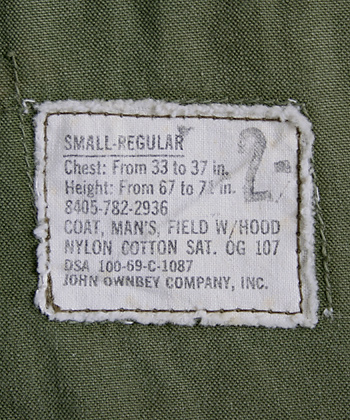 SMALL-REGULAR
Chest: From 33 to 37 in.
Height: From 67 to 71 in.
8405-782-2936
COAT, MAN'S, FIELD W/HOOD
NYLON COTTON SAT. OG 107
DSA 100-69-C-1087
JOHN OWNBEY COMPANY, INC.
2-